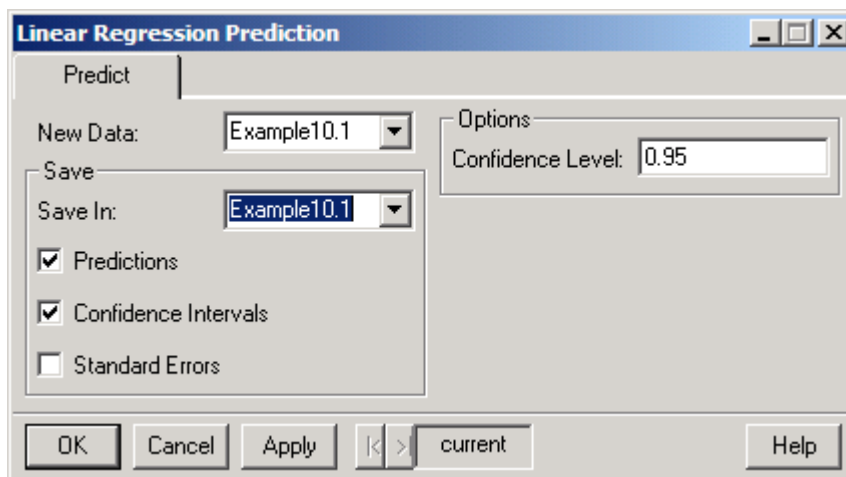 Linear Regression Prediction
Predict
New Data: Example10.1
Save
Save In: Example10.1
Predictions
Confidence Intervals
Standard Errors
Options
Confidence Level: 0.95
OK Cancel Apply current Help